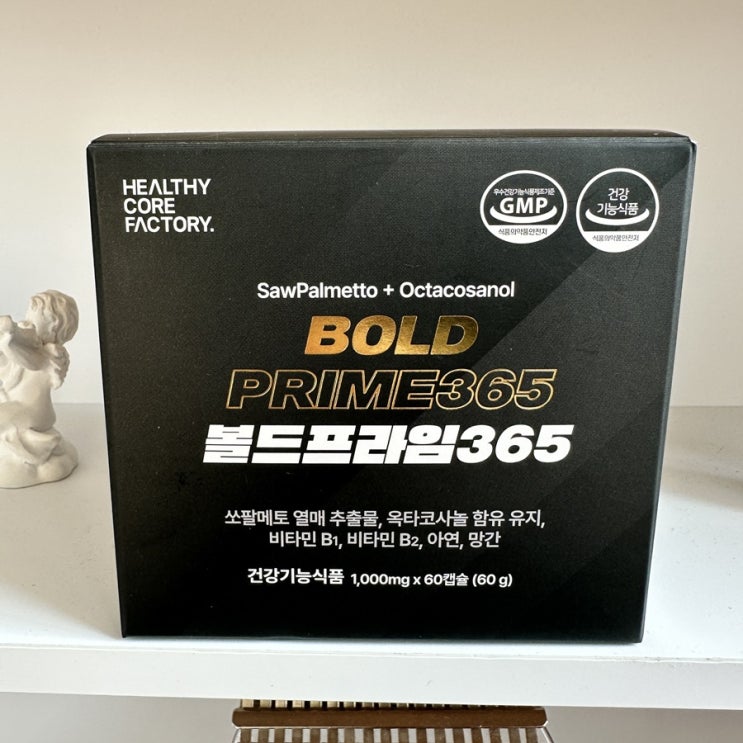 HEALTHY
CORE
FACTORY.
우수건강기능식품제조기준
GMP
식품의약품안전처
건강
기능식품
식품의약품안전처
SawPalmetto + Octacosanol
BOLD
PRIME365
볼드프라임365
쏘팔메토 열매 추출물, 옥타코사놀 함유 유지,
비타민 B1, 비타민 B2, 아연, 망간
건강기능식품 1,000mg x 60캡슐 (60 g)